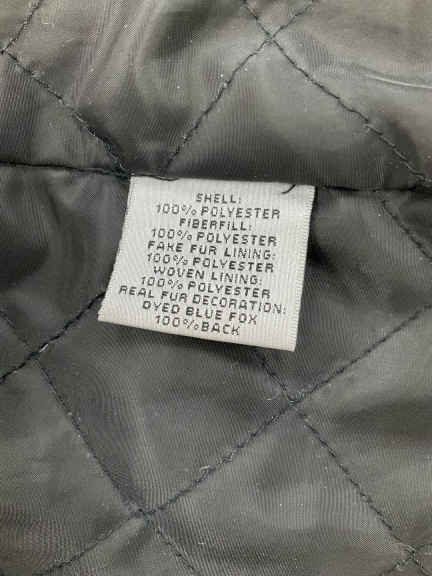 SHELL:
100% POLYESTER
FIBERFILL:
100% POLYESTER
FAKE FUR LINING:
100% POLYESTER
WOVEN LINING:
100% POLYESTER
REAL FUR DECORATION:
DYED BLUE FOX
100%BACK